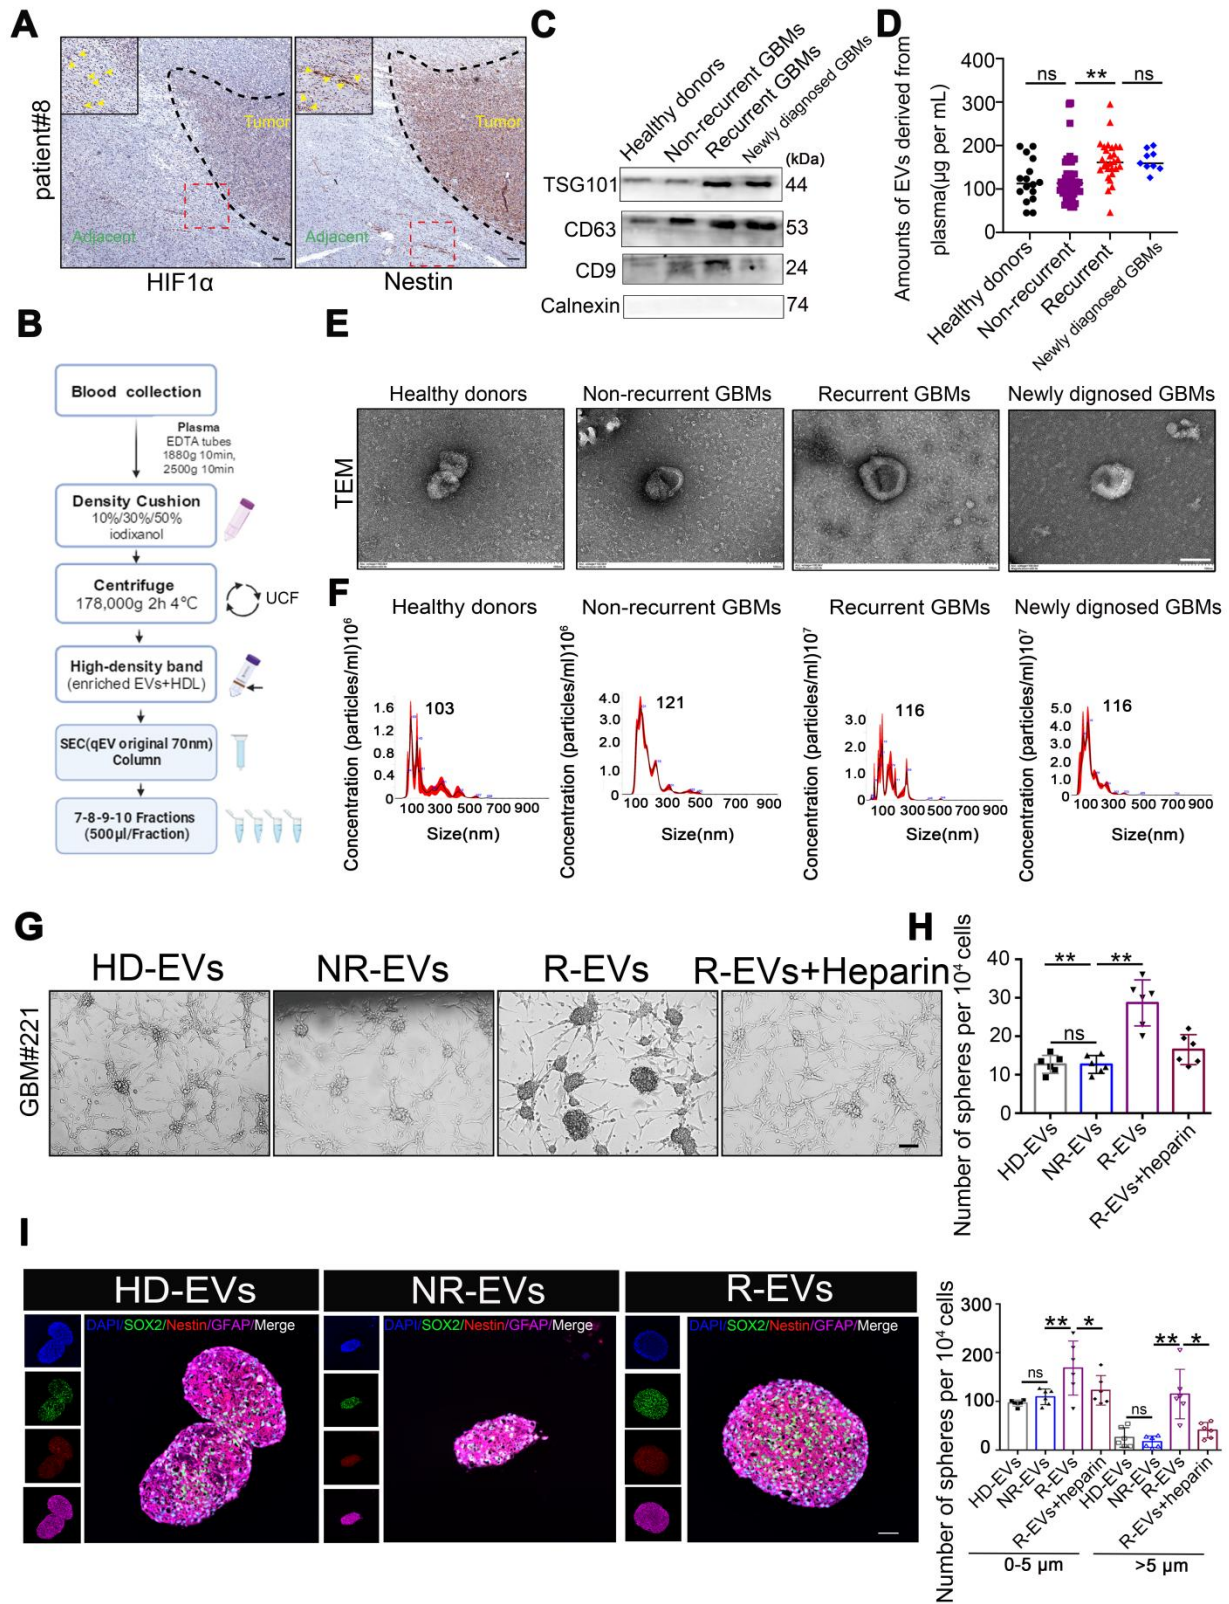 A
patient#8
Tumor
Adjacent
HIF1α
Tumor
Adjacent
Nestin
B
Blood collection
Plasma
EDTA tubes
1880g 10min,
2500g 10min
Density Cushion
10%/30%/50%
iodixanol
Centrifuge
178,000g 2h 4℃
UCF
High-density band
(enriched EVs+HDL)
SEC(qEV original 70nm)
Column
7-8-9-10 Fractions
(500µl/Fraction)
C
Healthy donors
Non-recurrent GBMs
Recurrent GBMs
Newly diagnosed GBMs
(kDa)
TSG101 44
CD63 53
CD9 24
Calnexin 74
D
Amounts of EVs derived from
plasma(µg per mL)
400
300
200
100
0
ns ** ns
Healthy donors
Non-recurrent
Recurrent
Newly diagnosed GBMs
E
TEM
Healthy donors
Non-recurrent GBMs
Recurrent GBMs
Newly dignosed GBMs
F
Healthy donors
Concentration (particles/ml)10⁶
1.6
1.2
0.8
0.4
0
103
100 300 500 700 900
Size(nm)
Non-recurrent GBMs
Concentration (particles/ml)10⁶
4.0
3.0
2.0
1.0
0
121
100 300 500 700 900
Size(nm)
Recurrent GBMs
Concentration (particles/ml)10⁷
3.0
2.0
1.0
0
116
100 300 500 700 900
Size(nm)
Newly dignosed GBMs
Concentration (particles/ml)10⁷
5.0
4.0
3.0
2.0
1.0
0
116
100 300 500 700 900
Size(nm)
G
GBM#221
HD-EVs
NR-EVs
R-EVs
R-EVs+Heparin
H
Number of spheres per 10⁴ cells
40
30
20
10
0
** **
ns
HD-EVs
NR-EVs
R-EVs
R-EVs+heparin
I
HD-EVs
DAPI/SOX2/Nestin/GFAP/Merge
NR-EVs
DAPI/SOX2/Nestin/GFAP/Merge
R-EVs
DAPI/SOX2/Nestin/GFAP/Merge
Number of spheres per 10⁴ cells
300
200
100
0
ns ** * ns ** *
HD-EVs
NR-EVs
R-EVs
R-EVs+heparin
HD-EVs
NR-EVs
R-EVs
R-EVs+heparin
0-5 µm
>5 µm